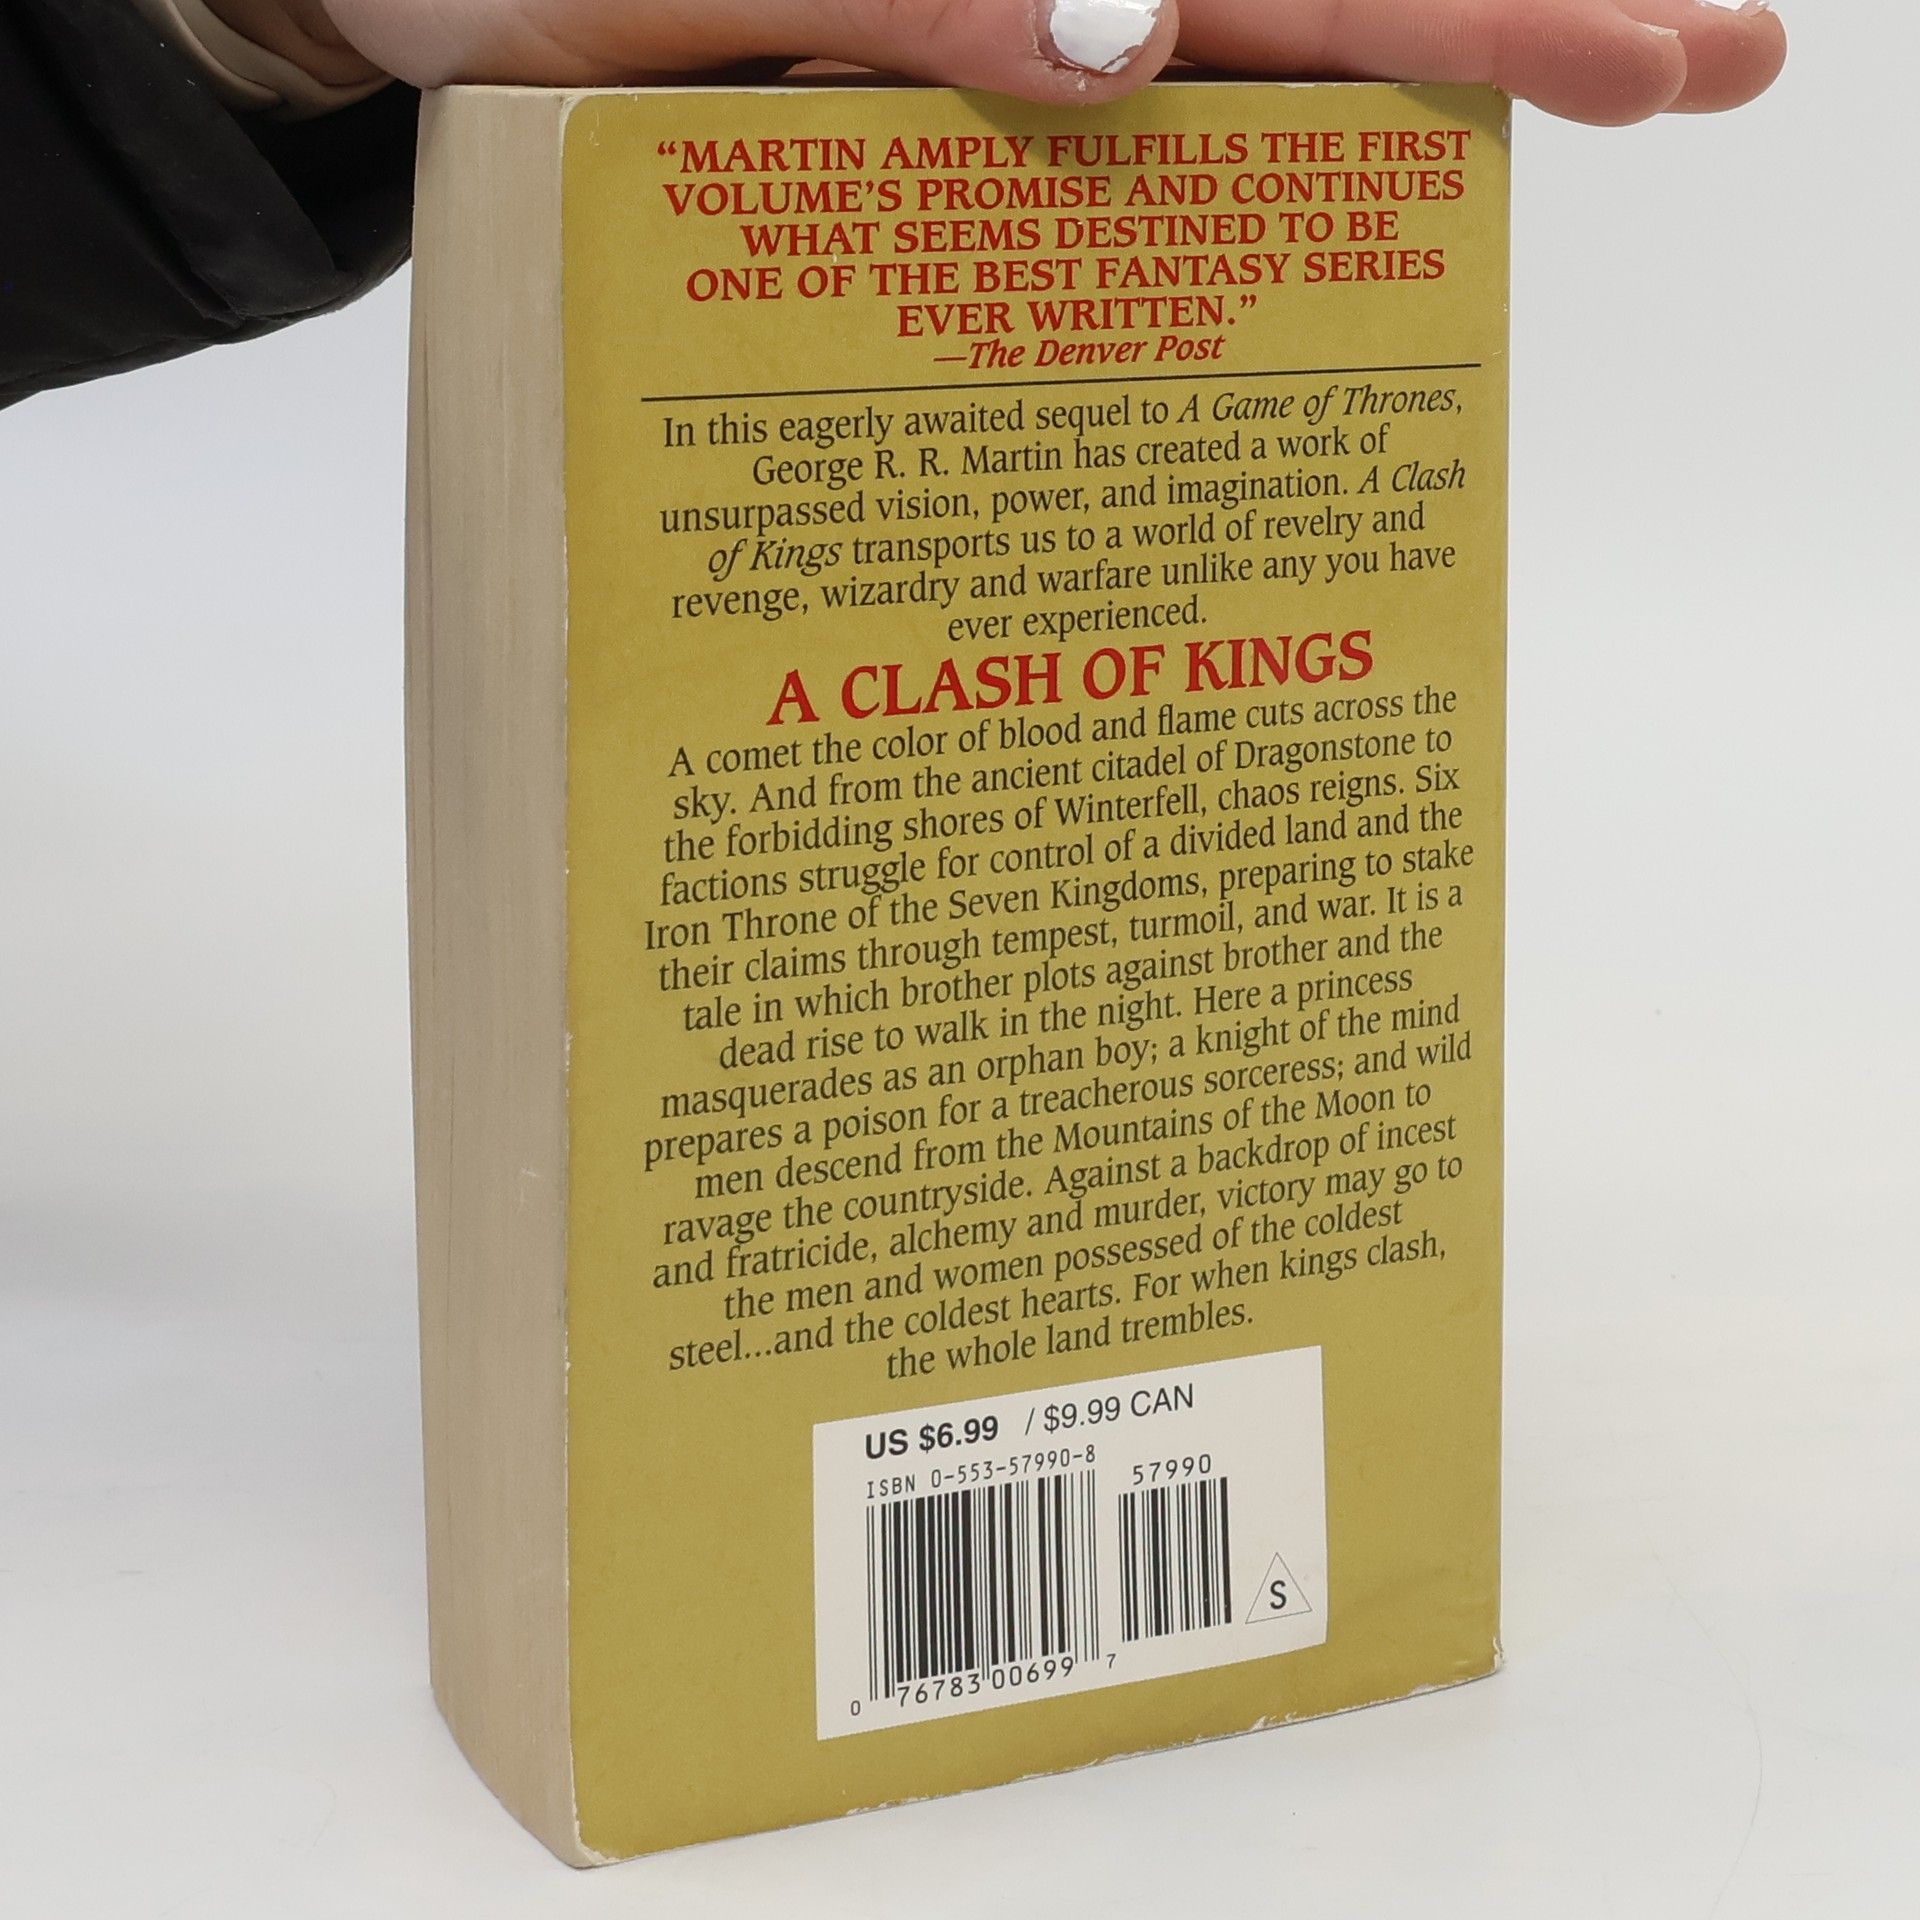 “MARTIN AMPLY FULFILLS THE FIRST
VOLUME’S PROMISE AND CONTINUES
WHAT SEEMS DESTINED TO BE
ONE OF THE BEST FANTASY SERIES
EVER WRITTEN.”
—The Denver Post
In this eagerly awaited sequel to A Game of Thrones,
George R. R. Martin has created a work of
unsurpassed vision, power, and imagination. A Clash
of Kings transports us to a world of revelry and
revenge, wizardry and warfare unlike any you have
ever experienced.
A CLASH OF KINGS
A comet the color of blood and flame cuts across the
sky. And from the ancient citadel of Dragonstone to
the forbidding shores of Winterfell, chaos reigns. Six
factions struggle for control of a divided land and the
Iron Throne of the Seven Kingdoms, preparing to stake
their claims through tempest, turmoil, and war. It is a
tale in which brother plots against brother and the
dead rise to walk in the night. Here a princess
masquerades as an orphan boy; a knight of the mind
prepares a poison for a treacherous sorceress; and wild
men descend from the Mountains of the Moon to
ravage the countryside. Against a backdrop of incest
and fratricide, alchemy and murder, victory may go to
the men and women possessed of the coldest
steel...and the coldest hearts. For when kings clash,
the whole land trembles.
US $6.99 / $9.99 CAN
ISBN 0-553-57990-8
57990
0 76783 00699 7
S